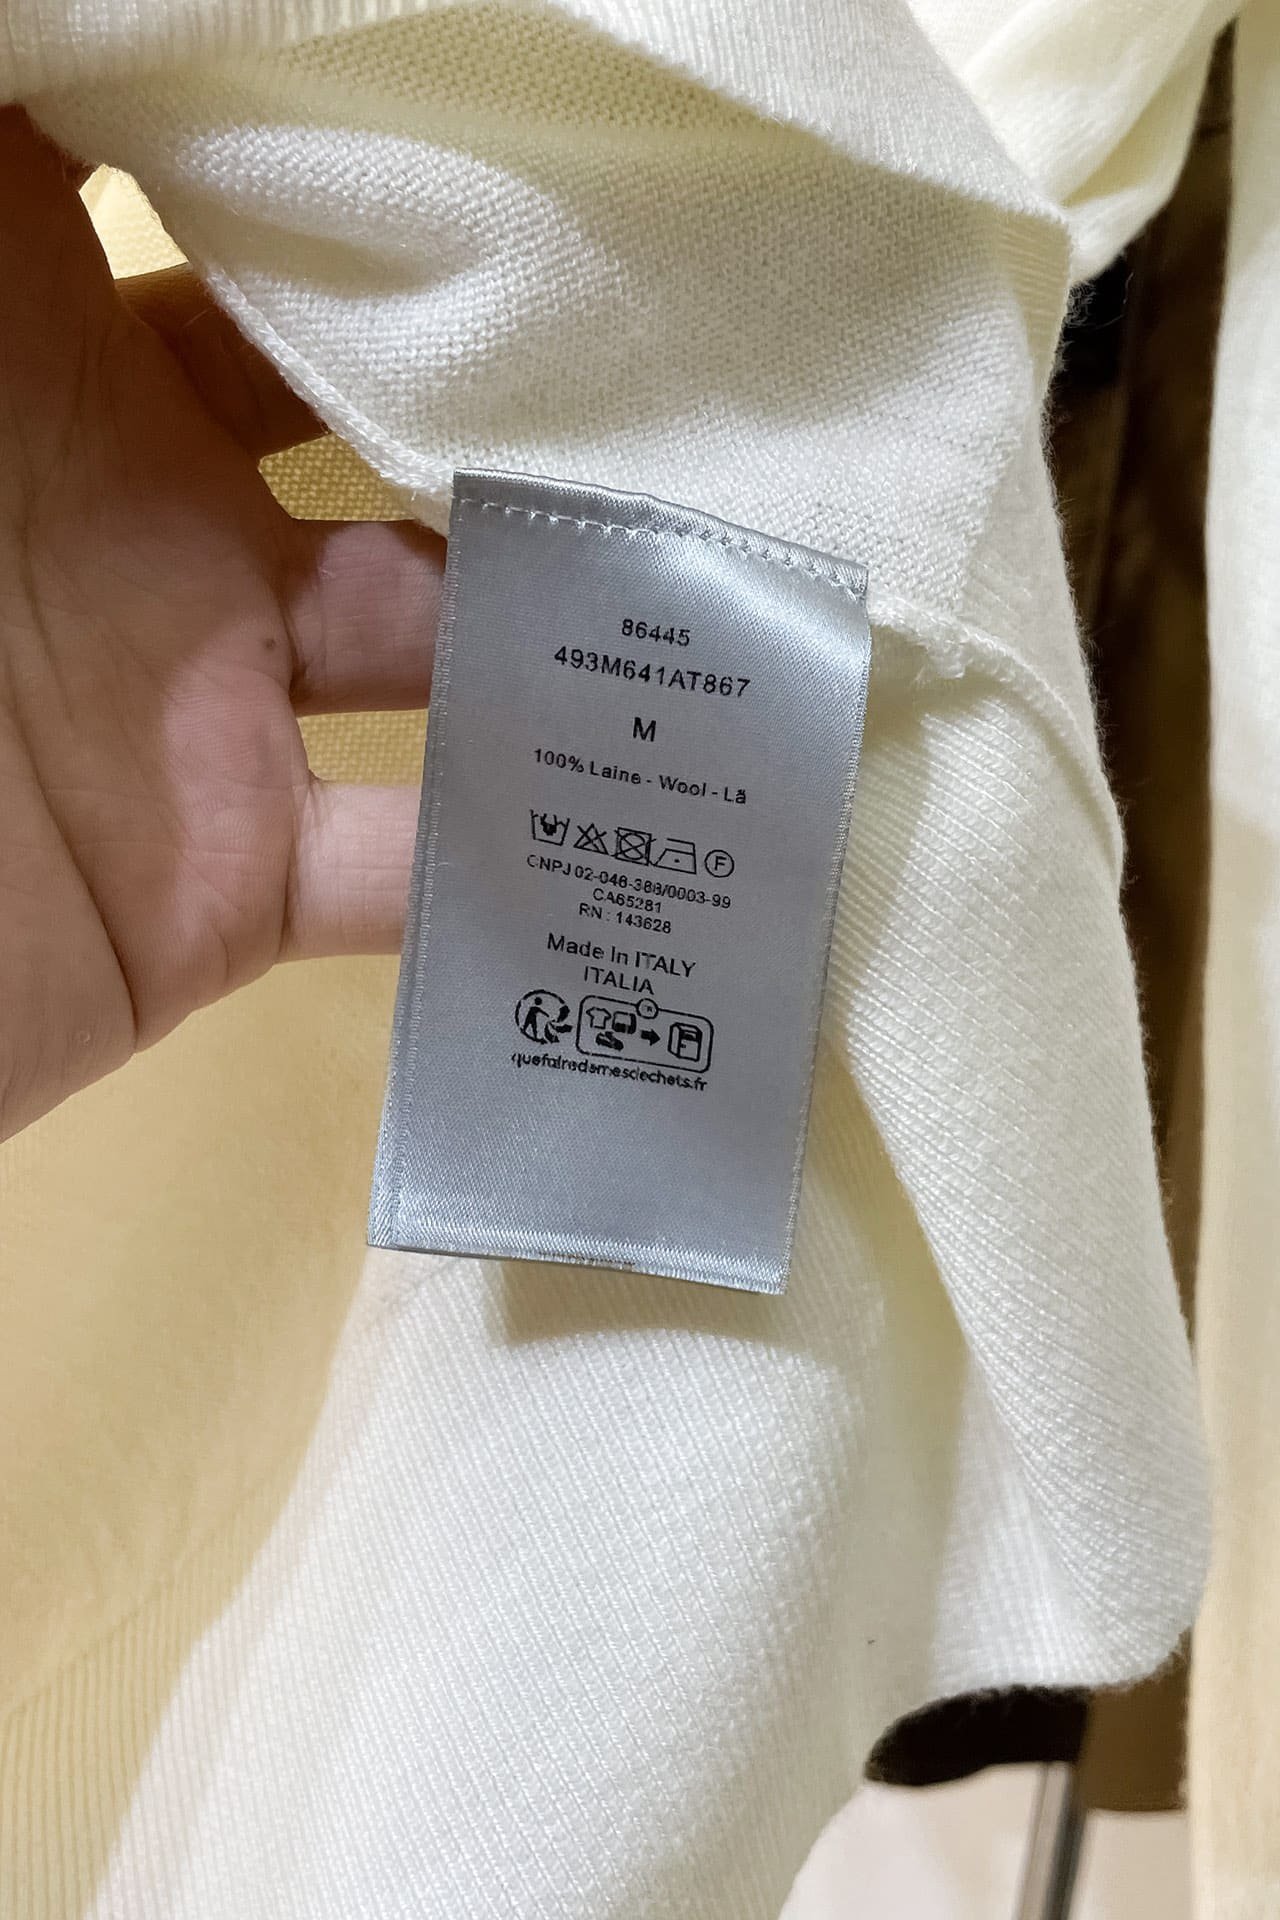 86445
493M641AT867
M
100% Laine - Wool - Lã
F
CNPJ 02-046-388/0003-99
CA65281
RN : 143628
Made In ITALY
ITALIA
quefairedemesdechets.fr